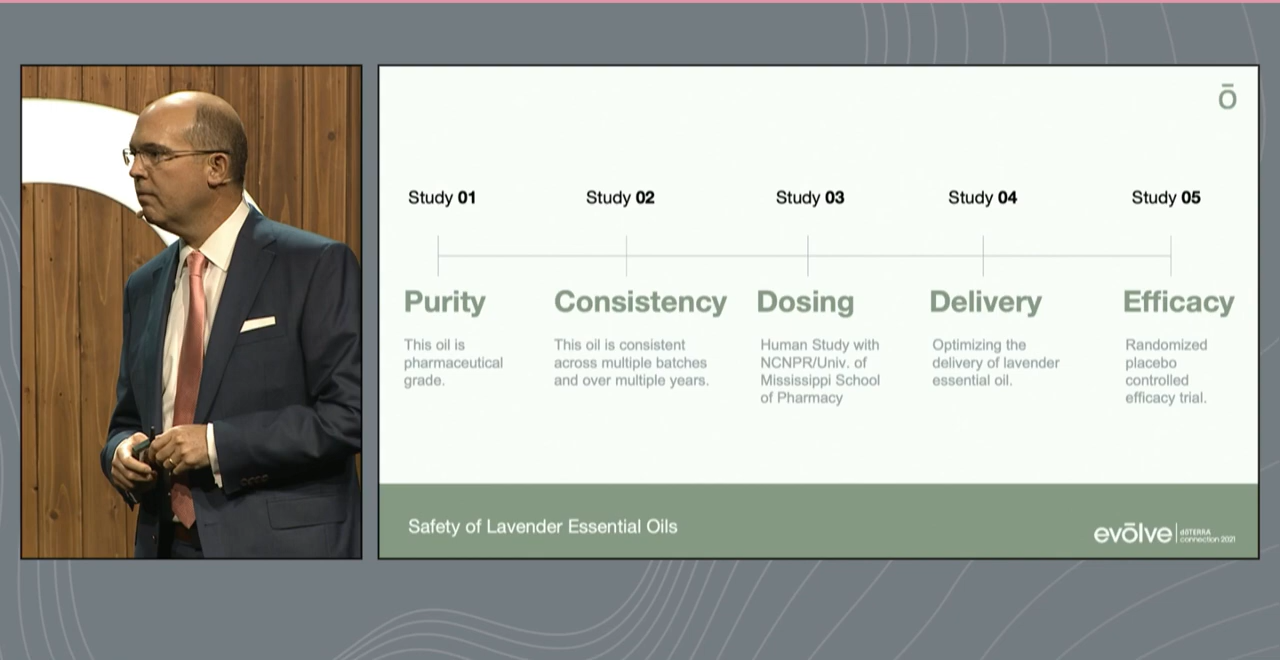 ō
Study 01
Study 02
Study 03
Study 04
Study 05
Purity
Consistency
Dosing
Delivery
Efficacy
This oil is
pharmaceutical
grade.
This oil is consistent
across multiple batches
and over multiple years.
Human Study with
NCNPR/Univ. of
Mississippi School
of Pharmacy
Optimizing the
delivery of lavender
essential oil.
Randomized
placebo
controlled
efficacy trial.
Safety of Lavender Essential Oils
evōlve
dōTERRA
connection 2021